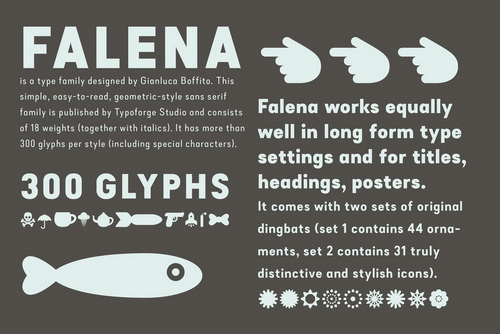 FALENA
is a type family designed by Gianluca Boffito. This
simple, easy-to-read, geometric-style sans serif
family is published by Typoforge Studio and consists
of 18 weights (together with italics). It has more than
300 glyphs per style (including special characters).
300 GLYPHS
Falena works equally
well in long form type
settings and for titles,
headings, posters.
It comes with two sets of original
dingbats (set 1 contains 44 orna-
ments, set 2 contains 31 truly
distinctive and stylish icons).